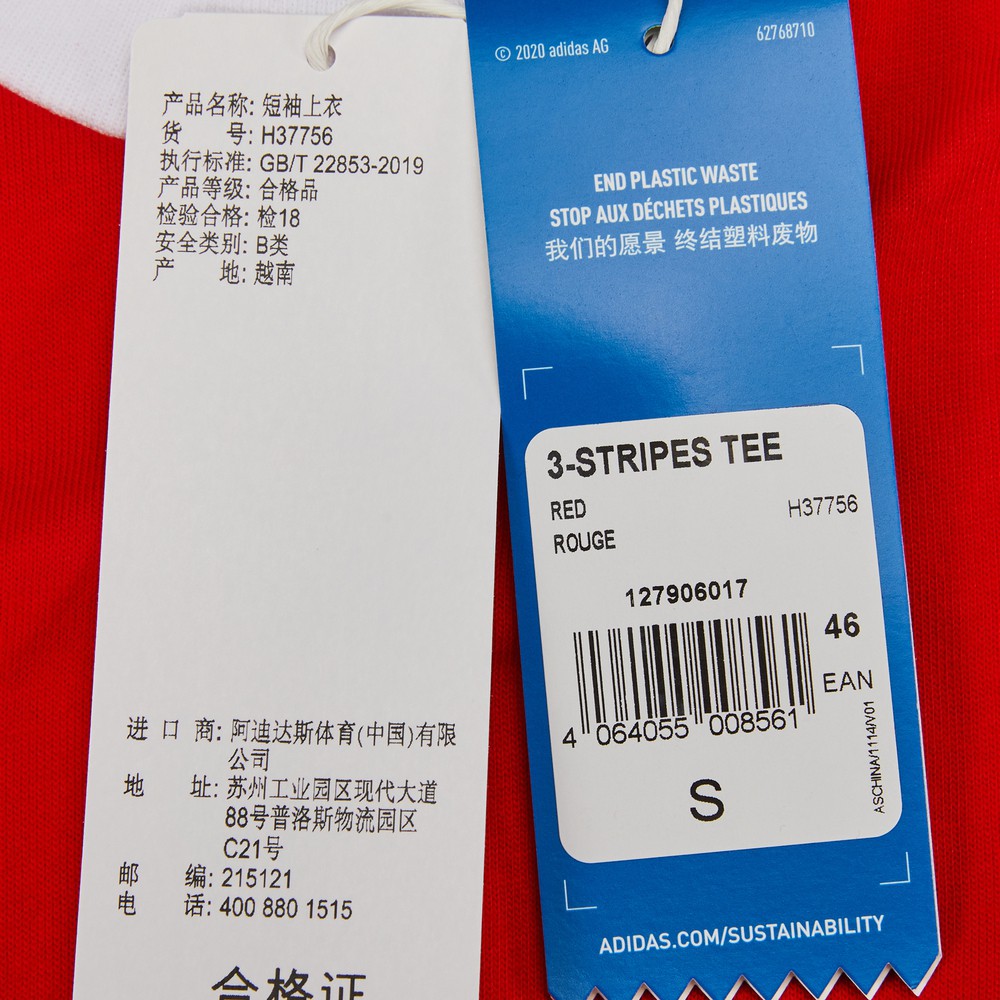 产品名称: 短袖上衣
货 号: H37756
执行标准: GB/T 22853-2019
产品等级: 合格品
检验合格: 检18
安全类别: B类
产 地: 越南
进 口 商: 阿迪达斯体育(中国)有限
公司
地 址: 苏州工业园区现代大道
88号普洛斯物流园区
C21号
邮 编: 215121
电 话: 400 880 1515
合格证
© 2020 adidas AG
62768710
END PLASTIC WASTE
STOP AUX DÉCHETS PLASTIQUES
我们的愿景 终结塑料废物
3-STRIPES TEE
RED
H37756
ROUGE
127906017
46
EAN
4 064055 008561
ASCHINA/1114/V01
S
ADIDAS.COM/SUSTAINABILITY